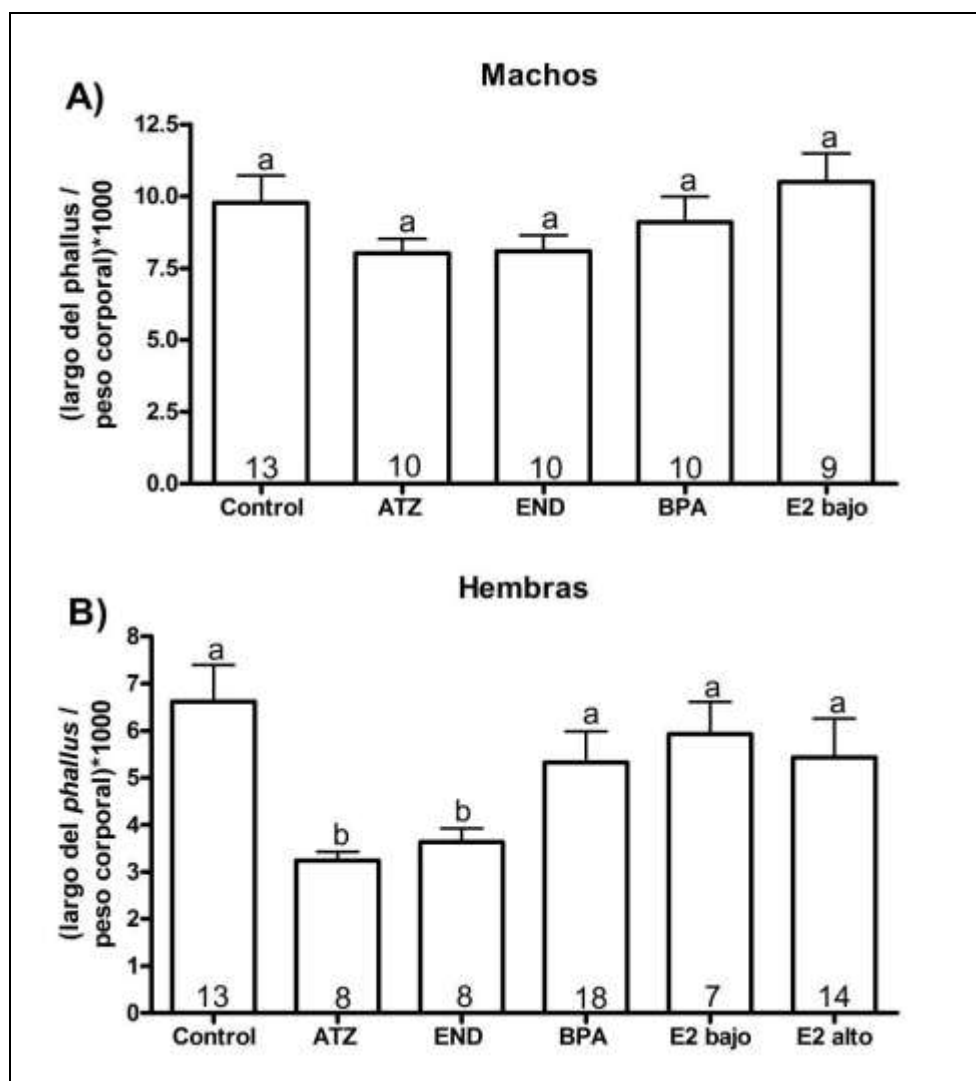 Machos
A)
(largo del phallus /
peso corporal)*1000
12.5
10.0
7.5
5.0
2.5
0.0
a a a a a
13 10 10 10 9
Control ATZ END BPA E2 bajo
Hembras
B)
(largo del phallus /
peso corporal)*1000
8
7
6
5
4
3
2
1
0
a b b a a a
13 8 8 18 7 14
Control ATZ END BPA E2 bajo E2 alto